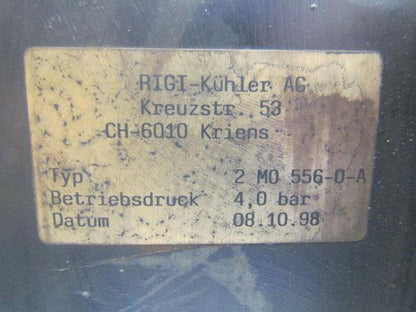 RIGI-Kühler AG
Kreuzstr. 53
CH-6010 Kriens
Typ 2 MO 556-0-A
Betriebsdruck 4,0 bar
Datum 08.10.98